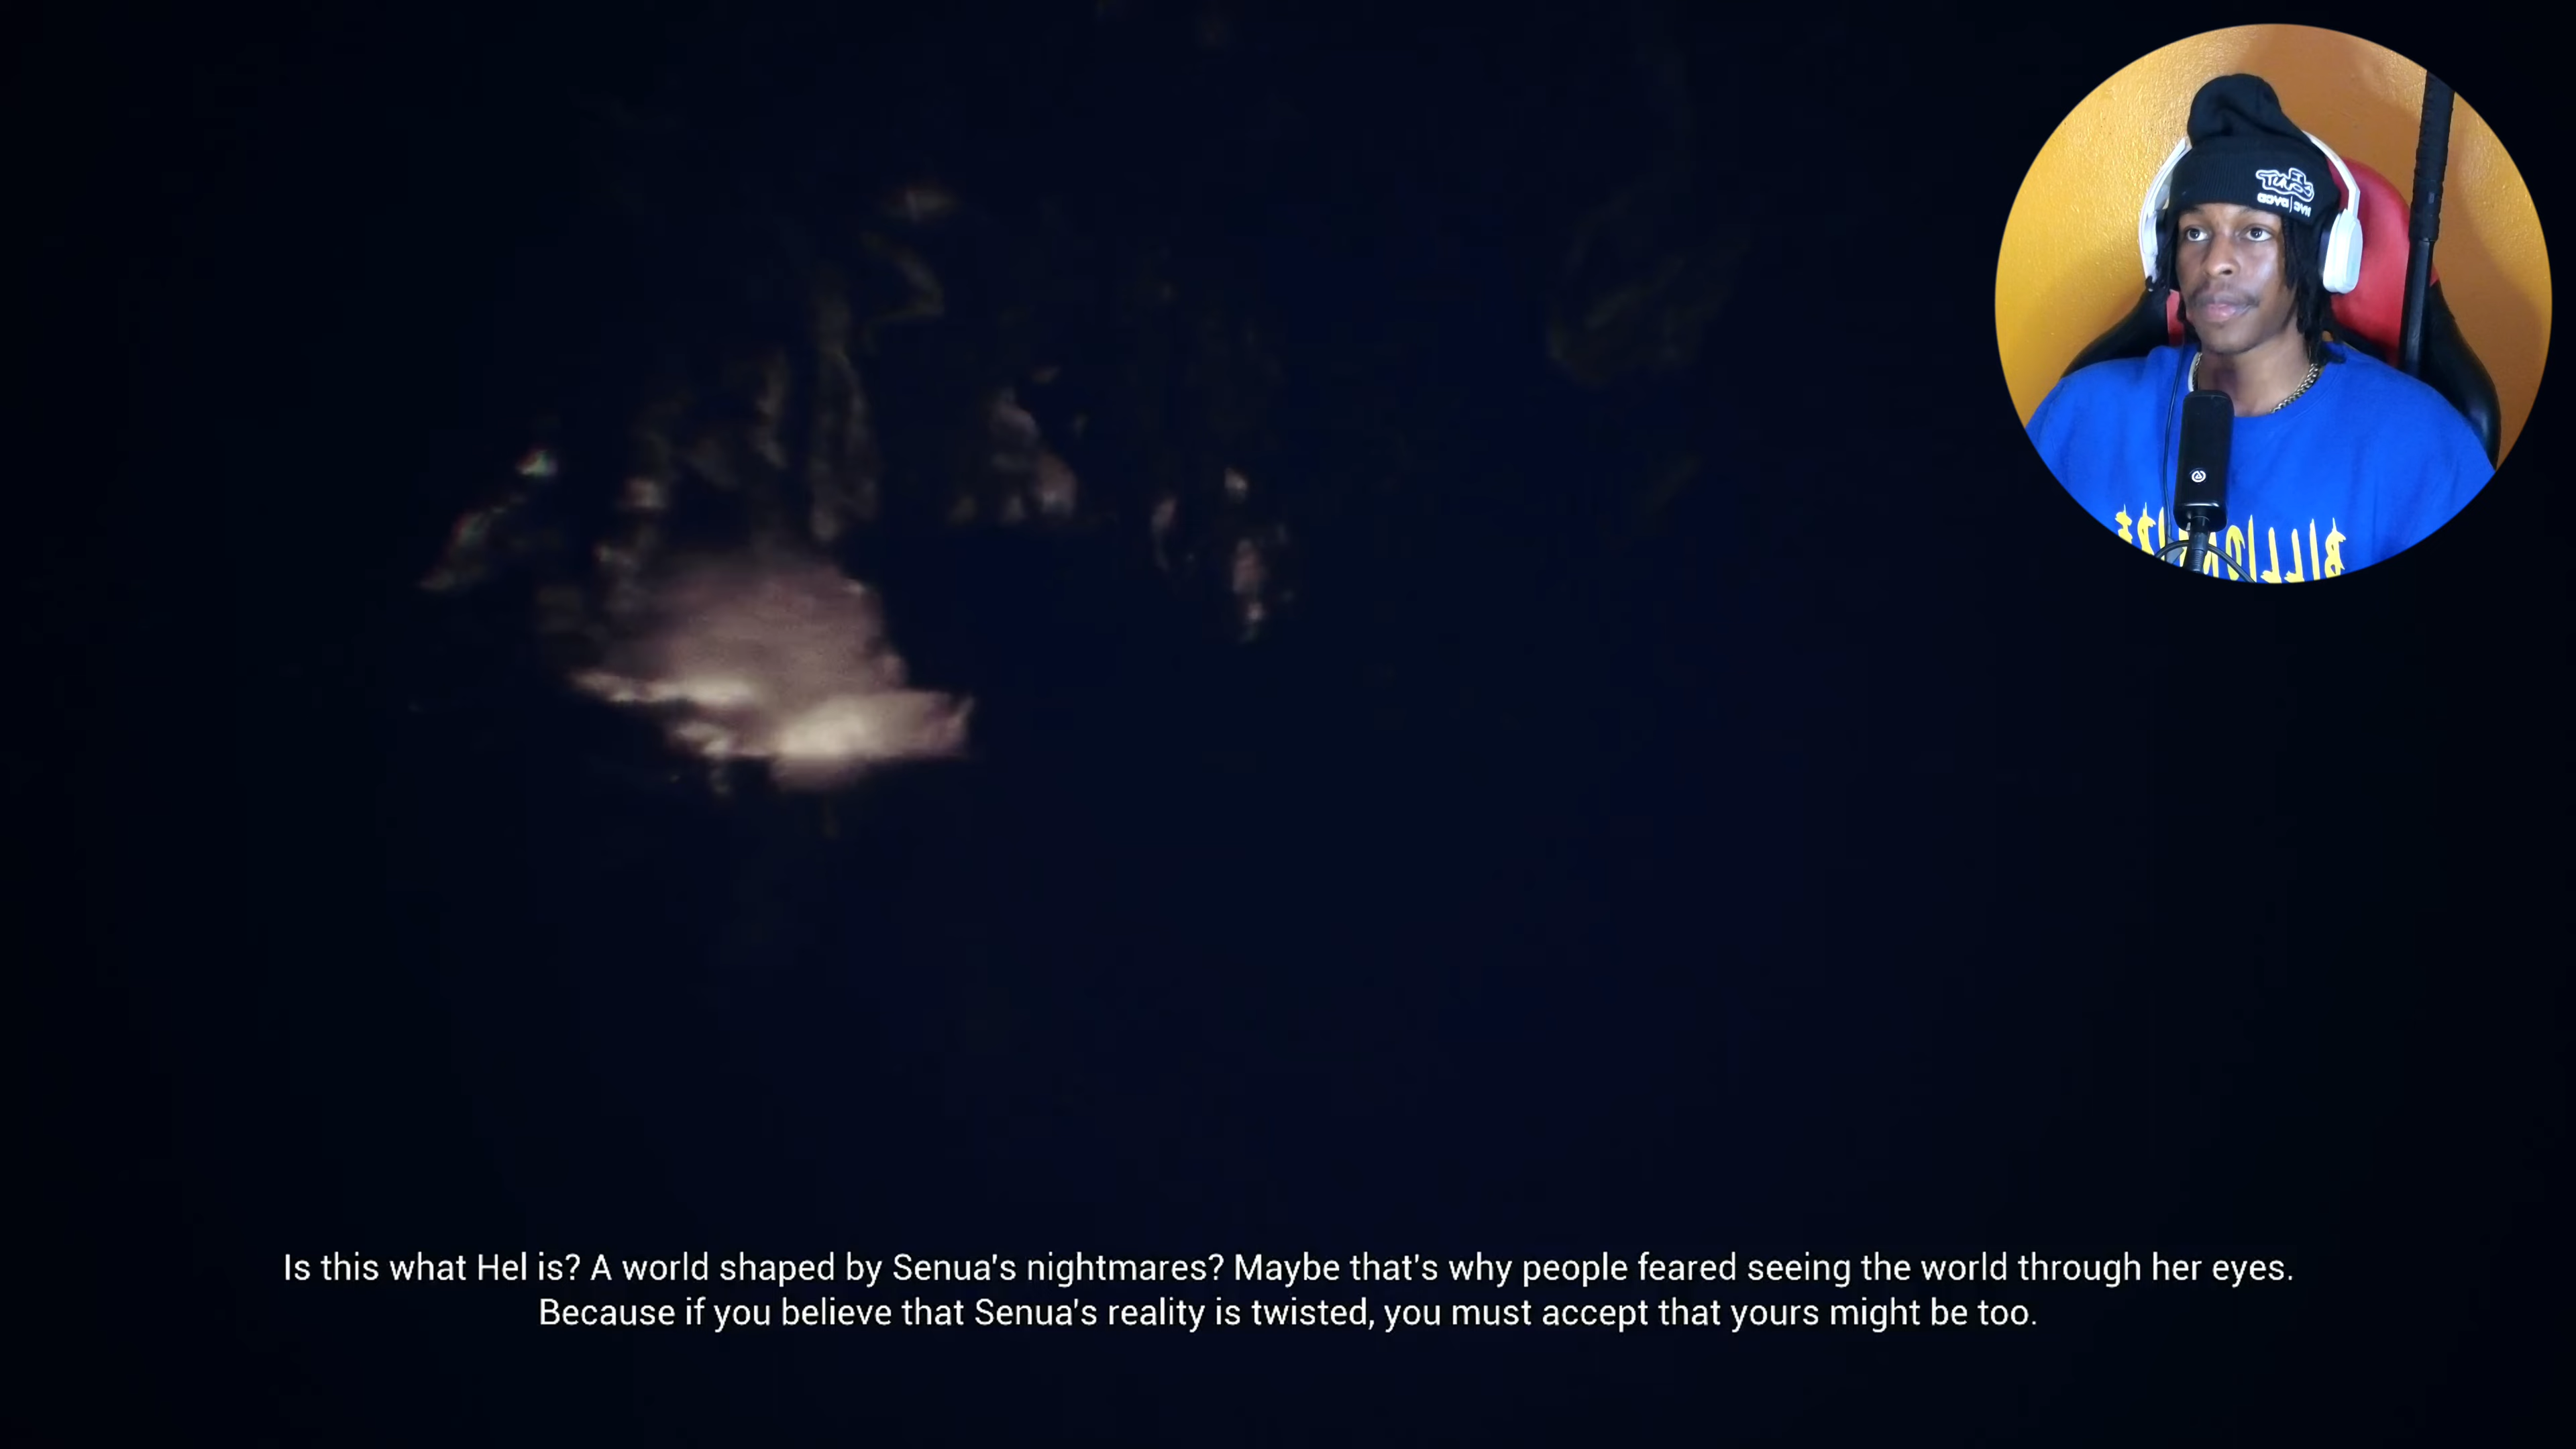 Is this what Hel is? A world shaped by Senua's nightmares? Maybe that's why people feared seeing the world through her eyes.
Because if you believe that Senua's reality is twisted, you must accept that yours might be too.